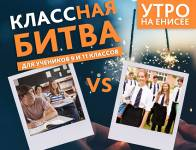 КЛАССНАЯ
БИТВА
ДЛЯ УЧЕНИКОВ 9 И 11 КЛАССОВ
УТРО
НА ЕНИСЕЕ
VS